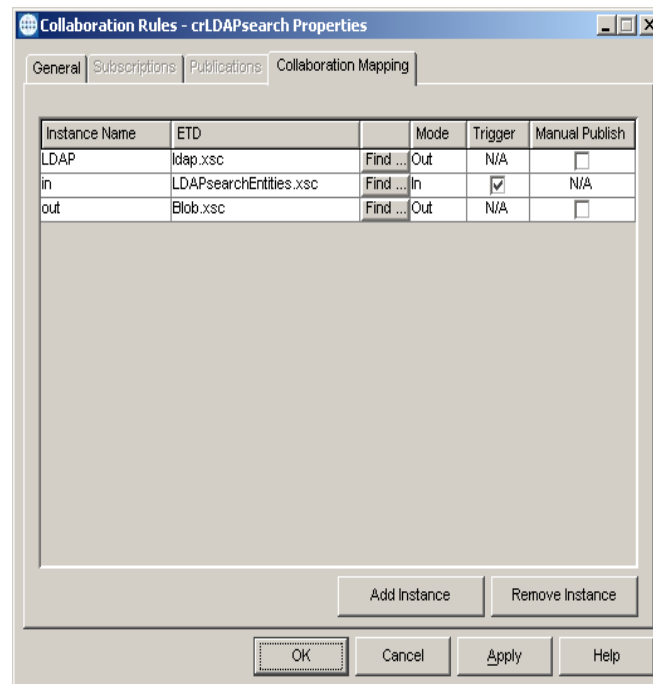 Collaboration Rules - crLDAPsearch Properties
General Subscriptions Publications Collaboration Mapping
Instance Name ETD Mode Trigger Manual Publish
LDAP ldap.xsc Find ... Out N/A
in LDAPsearchEntities.xsc Find ... In N/A
out Blob.xsc Find ... Out N/A
Add Instance Remove Instance
OK Cancel Apply Help